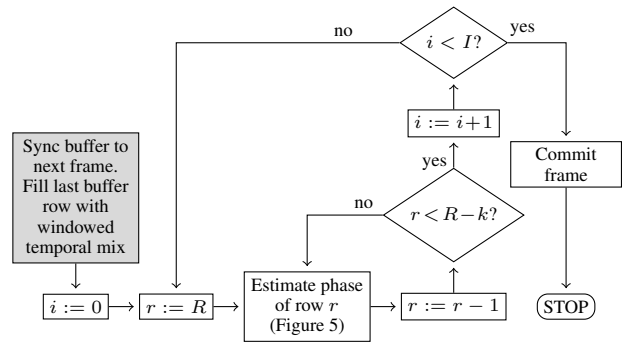 no
yes
i < I?
i := i+1
Sync buffer to
next frame.
Fill last buffer
row with
windowed
temporal mix
Commit
frame
yes
no
r < R−k?
i := 0
r := R
Estimate phase
of row r
(Figure 5)
r := r − 1
STOP